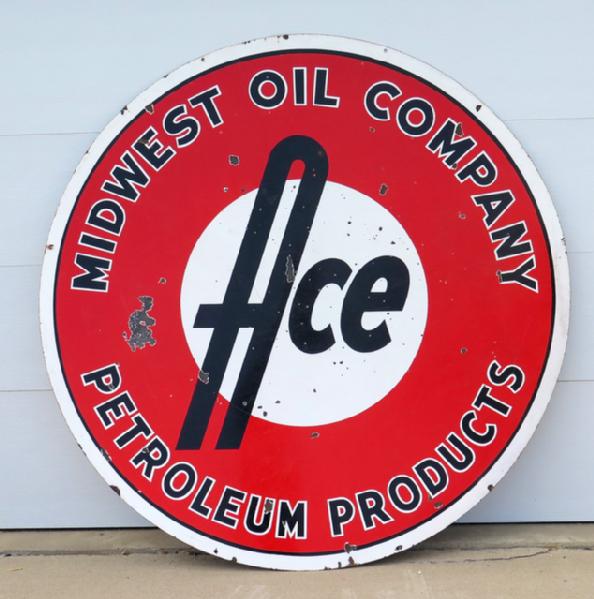 MIDWEST OIL COMPANY
Ace
PETROLEUM PRODUCTS